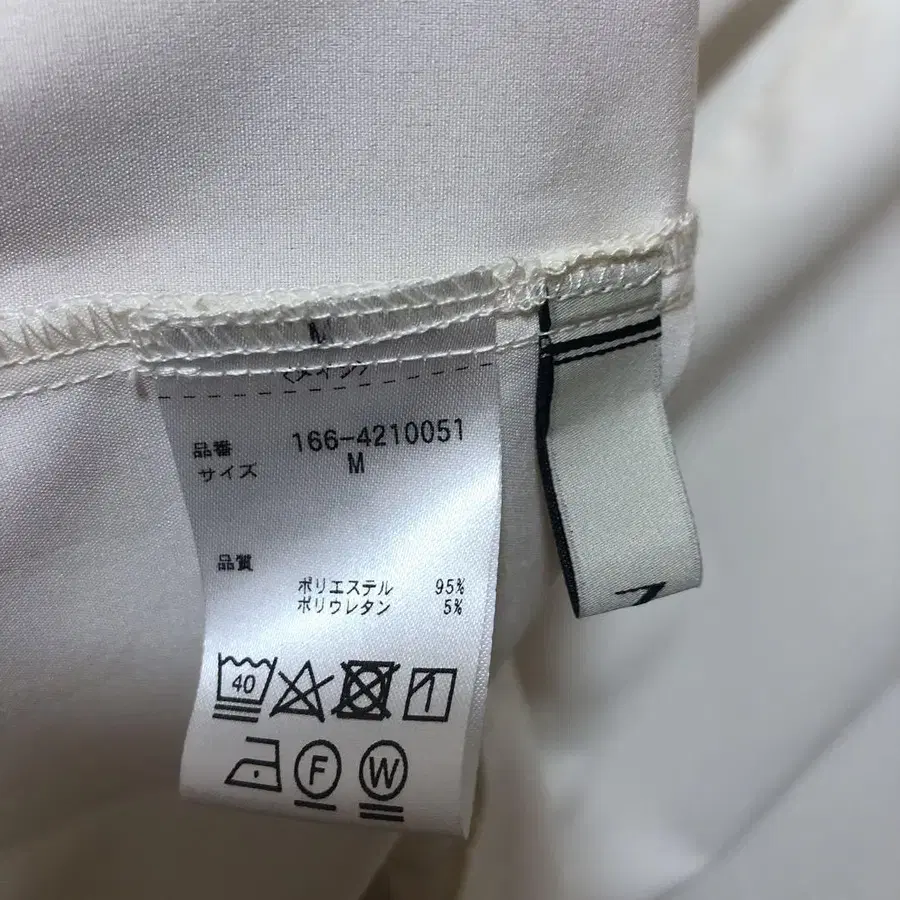 品番 166-4210051
サイズ M
品質
ポリエステル 95%
ポリウレタン 5%
40
F W